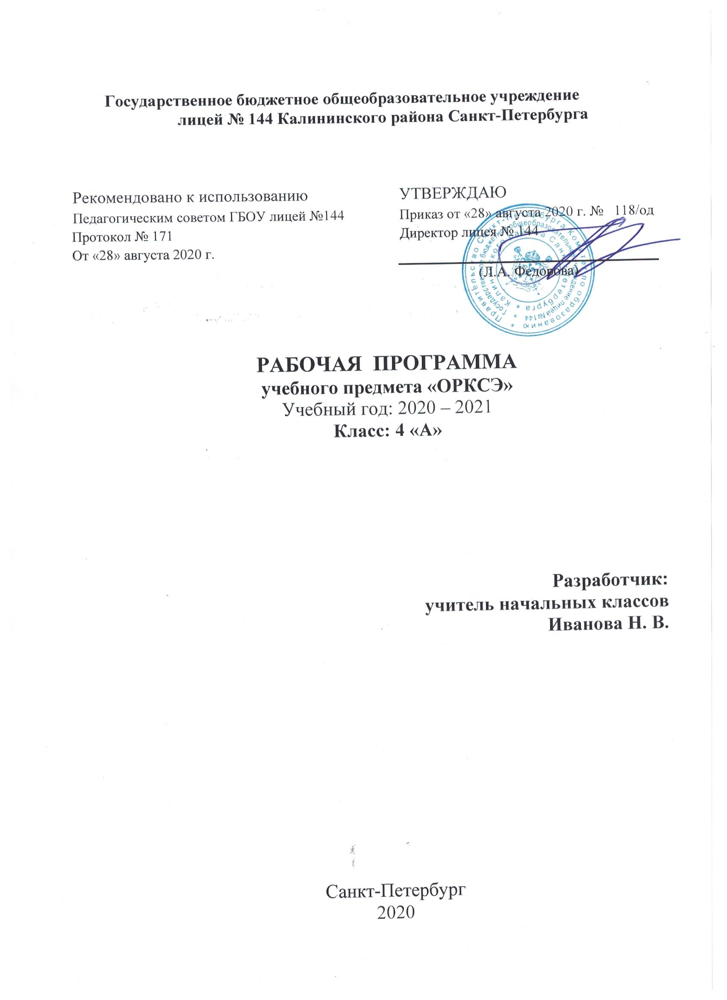 Государственное бюджетное общеобразовательное учреждение
лицей № 144 Калининского района Санкт-Петербурга
Рекомендовано к использованию
Педагогическим советом ГБОУ лицей №144
Протокол № 171
От «28» августа 2020 г.
УТВЕРЖДАЮ
Приказ от «28» августа 2020 г. № 118/од
Директор лицея № 144
(Л.А. Федорова)
Правительство Санкт-Петербурга Комитет по образованию *
Государственное бюджетное общеобразовательное учреждение лицей №144 *
Калининского района Санкт-Петербурга *
РАБОЧАЯ ПРОГРАММА
учебного предмета «ОРКСЭ»
Учебный год: 2020 – 2021
Класс: 4 «А»
Разработчик:
учитель начальных классов
Иванова Н. В.
Санкт-Петербург
2020